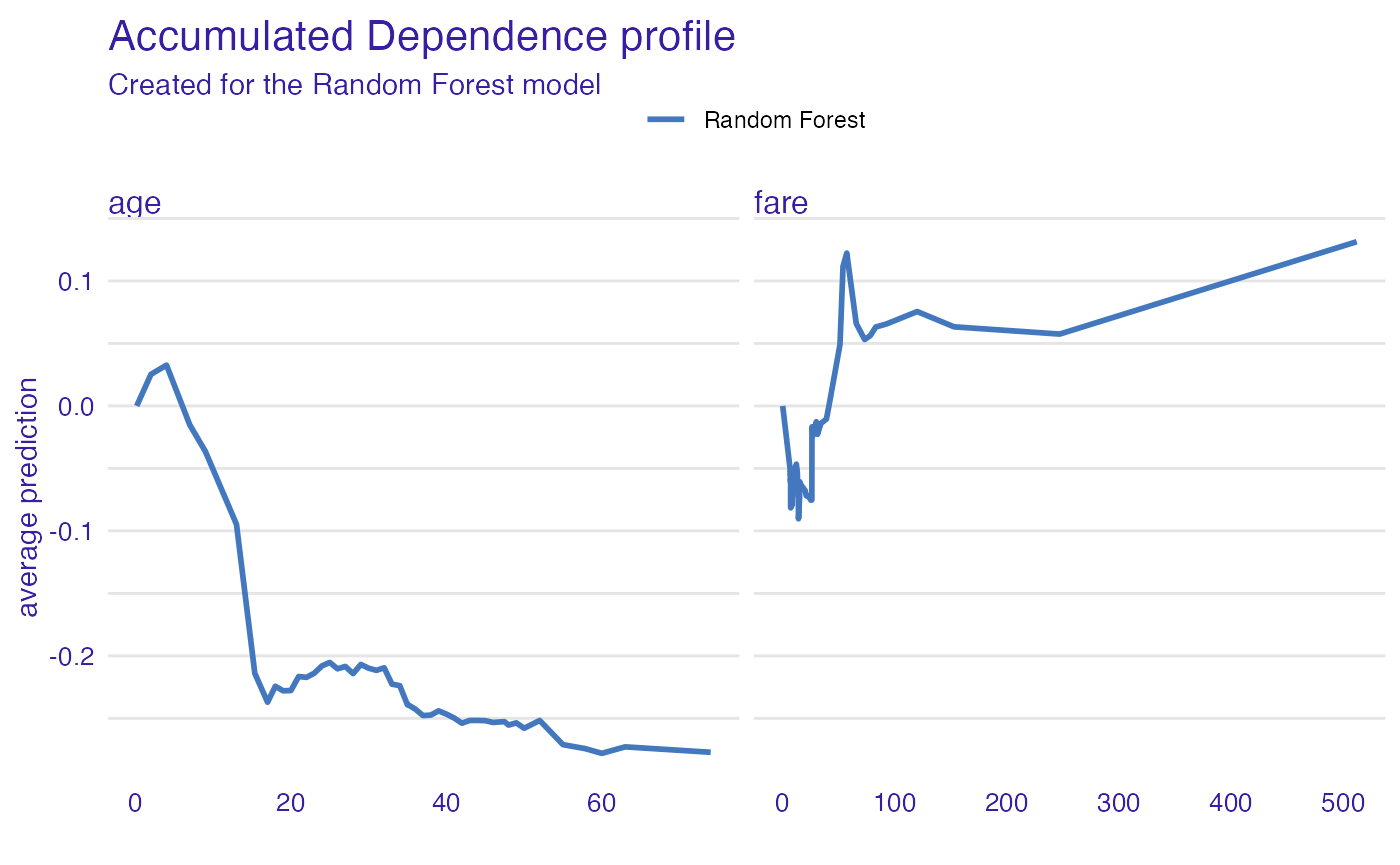 Accumulated Dependence profile
Created for the Random Forest model
Random Forest
age
fare
average prediction
0.1
0.0
-0.1
-0.2
0 20 40 60
0 100 200 300 400 500